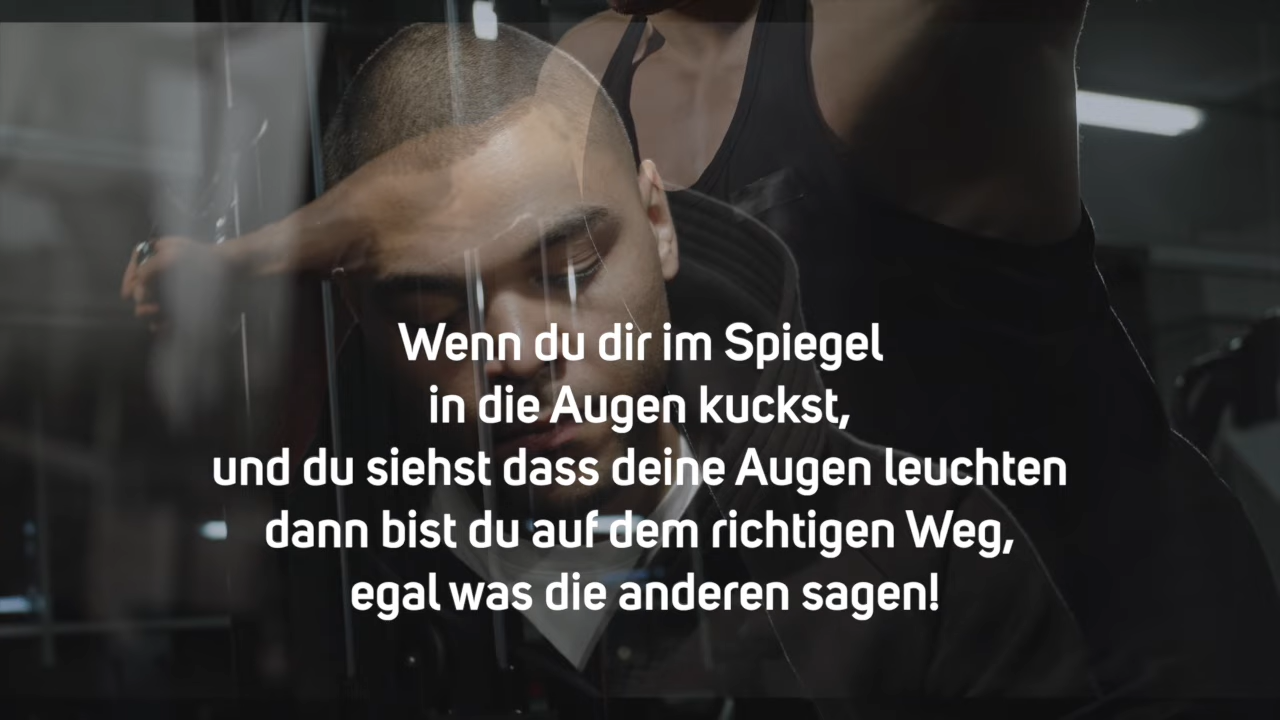 Wenn du dir im Spiegel
in die Augen kuckst,
und du siehst dass deine Augen leuchten
dann bist du auf dem richtigen Weg,
egal was die anderen sagen!